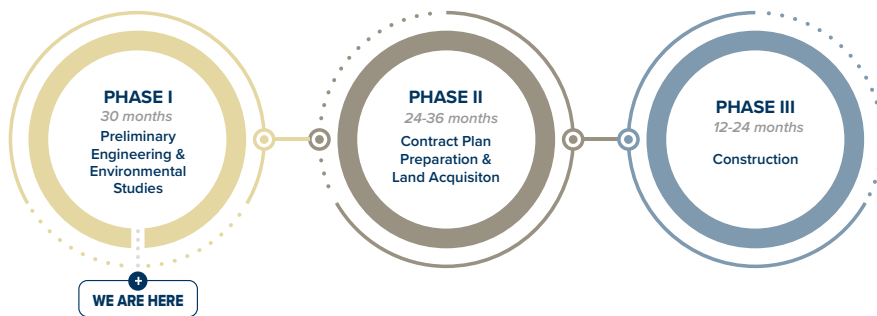 PHASE I
30 months
Preliminary
Engineering &
Environmental
Studies
+
WE ARE HERE
PHASE II
24-36 months
Contract Plan
Preparation &
Land Acquisiton
PHASE III
12-24 months
Construction